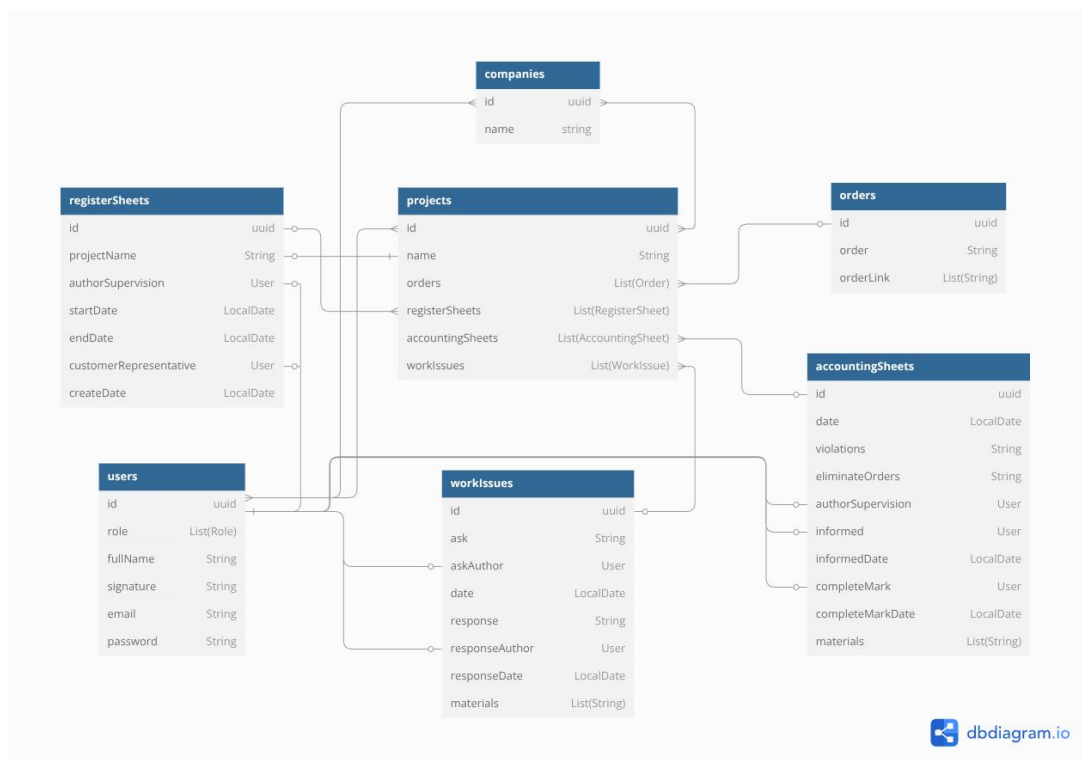 companies
id uuid
name string
registerSheets
id uuid
projectName String
authorSupervision User
startDate LocalDate
endDate LocalDate
customerRepresentative User
createDate LocalDate
projects
id uuid
name String
orders List(Order)
registerSheets List(RegisterSheet)
accountingSheets List(AccountingSheet)
workIssues List(WorkIssue)
orders
id uuid
order String
orderLink List(String)
accountingSheets
id uuid
date LocalDate
violations String
eliminateOrders String
authorSupervision User
informed User
informedDate LocalDate
completeMark User
completeMarkDate LocalDate
materials List(String)
users
id uuid
role List(Role)
fullName String
signature String
email String
password String
workIssues
id uuid
ask String
askAuthor User
date LocalDate
response String
responseAuthor User
responseDate LocalDate
materials List(String)
dbdiagram.io